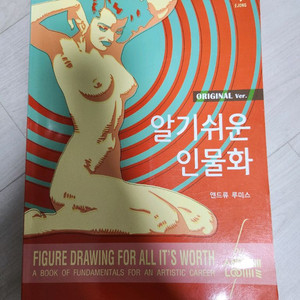 EJONG
ORIGINAL Ver.
알기쉬운
인물화
앤드류 루미스
FIGURE DRAWING FOR ALL IT'S WORTH
A BOOK OF FUNDAMENTALS FOR AN ARTISTIC CAREER